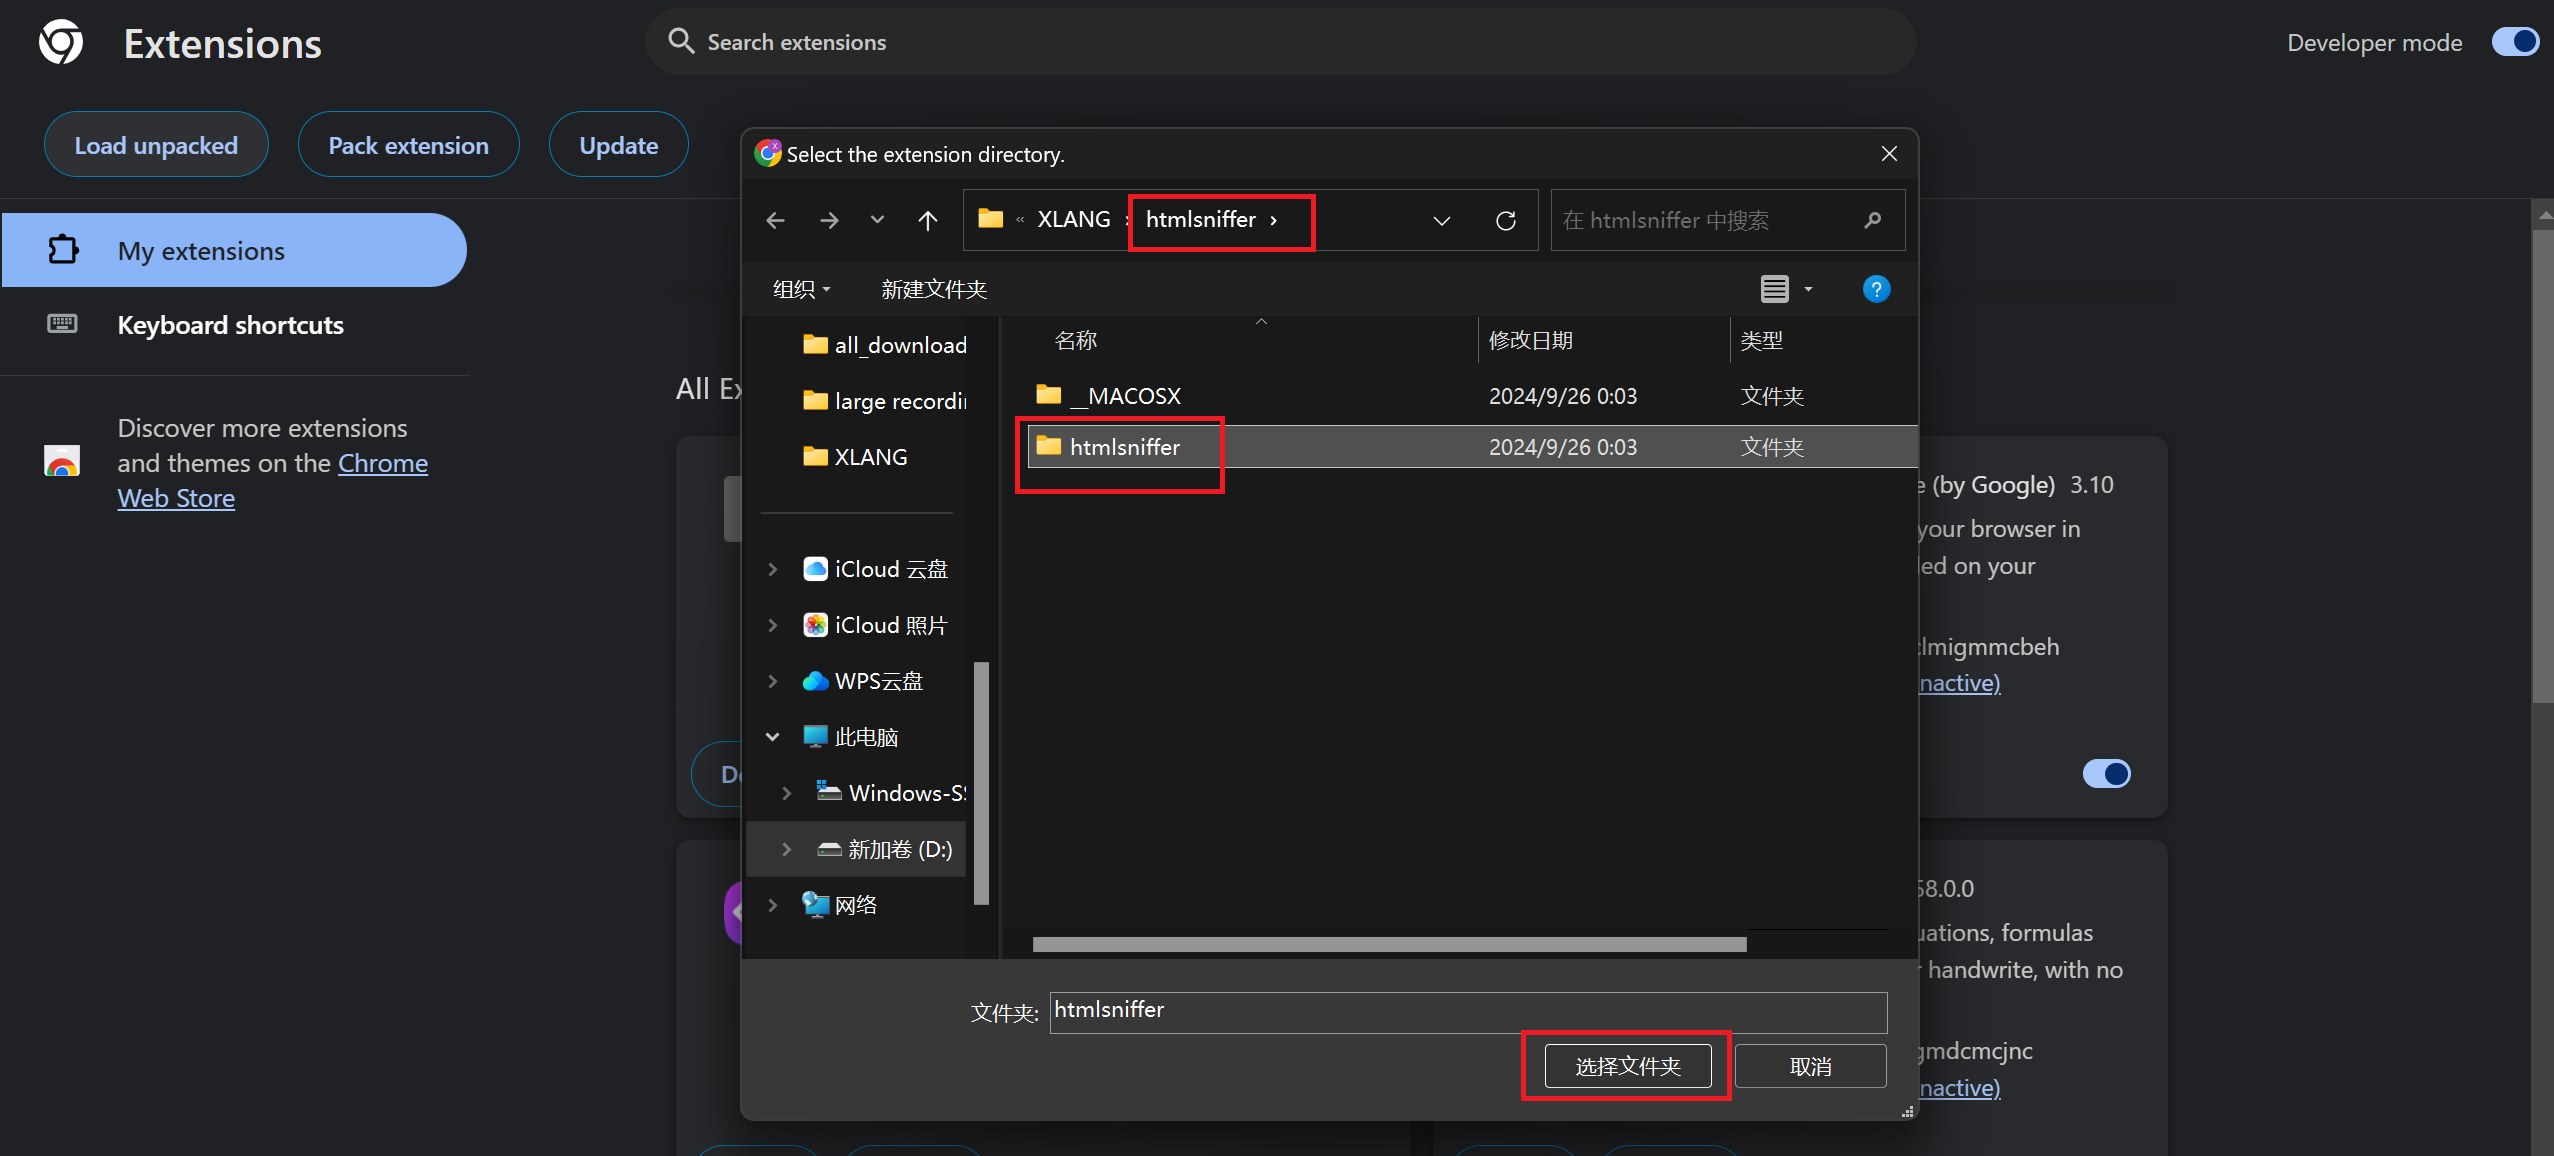 Extensions
Search extensions
Developer mode
Load unpacked
Pack extension
Update
My extensions
Keyboard shortcuts
Discover more extensions
and themes on the Chrome
Web Store
All Ex
Select the extension directory.
« XLANG › htmlsniffer ›
在 htmlsniffer 中搜索
组织
新建文件夹
?
all_download
large recordin
XLANG
iCloud 云盘
iCloud 照片
WPS云盘
此电脑
Windows-SS
新加卷 (D:)
网络
名称 修改日期 类型
__MACOSX 2024/9/26 0:03 文件夹
htmlsniffer 2024/9/26 0:03 文件夹
文件夹: htmlsniffer
选择文件夹
取消
e (by Google) 3.10
your browser in
led on your
clmigmmcbeh
nactive)
58.0.0
uations, formulas
r handwrite, with no
gmdcmcjnc
nactive)